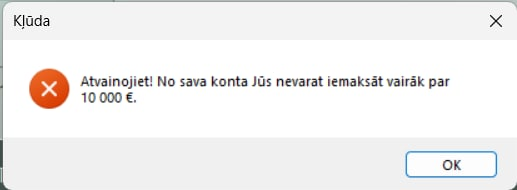 Kļūda
Atvainojiet! No sava konta Jūs nevarat iemaksāt vairāk par
10 000 €.
OK